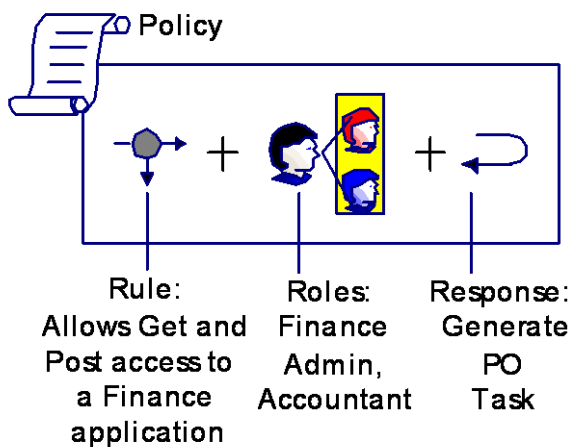 Policy
Rule:
Allows Get and
Post access to
a Finance
application
Roles:
Finance
Admin,
Accountant
Response:
Generate
PO
Task